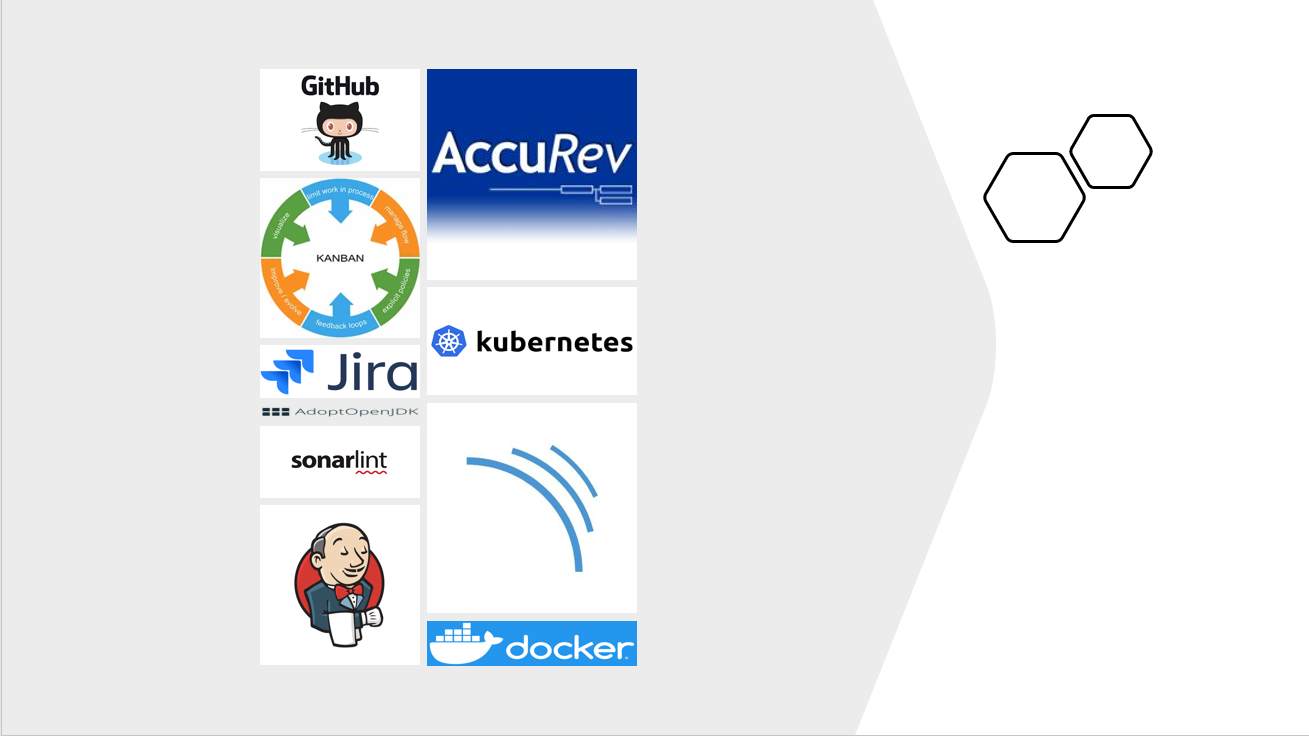 GitHub
limit work in process
visualize
manage flow
KANBAN
improve / evolve
explicit policies
feedback loops
Jira
AdoptOpenJDK
sonarlint
AccuRev
kubernetes
docker